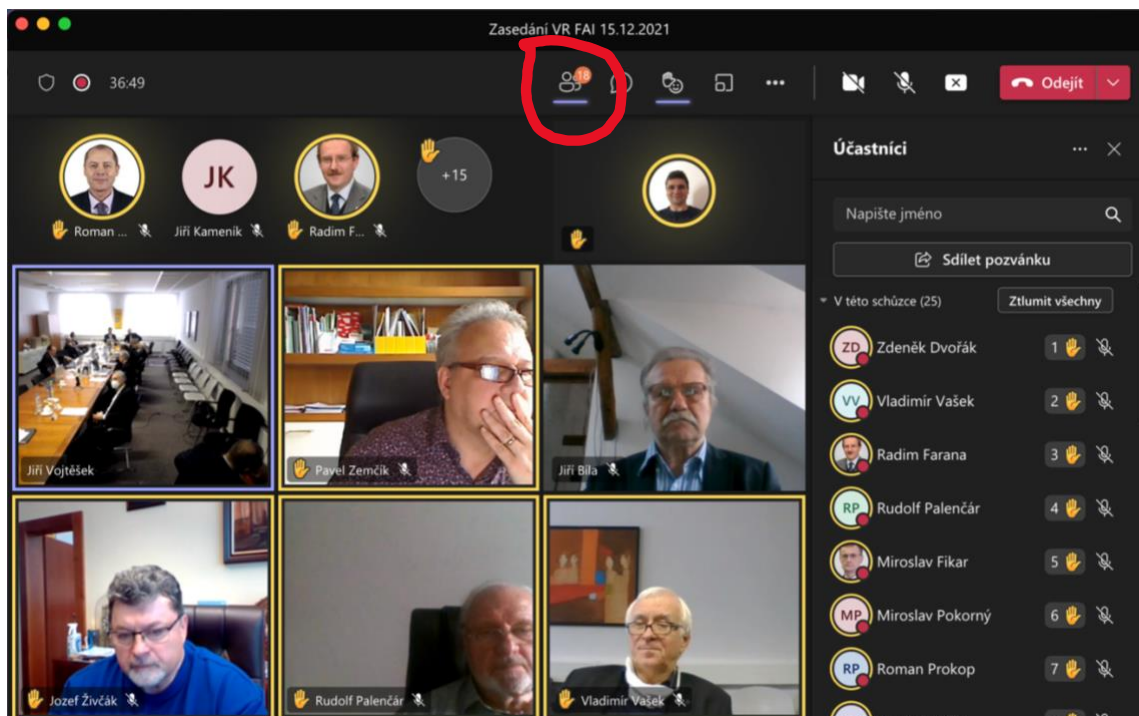 Zasedání VR FAI 15.12.2021
36:49
18
Odejít
Roman ...
JK
Jiří Kameník
Radim F...
+15
Jiří Vojtěšek
Pavel Zemčík
Jiří Bíla
Jozef Živčák
Rudolf Palenčár
Vladimír Vašek
Účastníci
Napište jméno
Sdílet pozvánku
V této schůzce (25)
Ztlumit všechny
ZD Zdeněk Dvořák 1
VV Vladimír Vašek 2
Radim Farana 3
RP Rudolf Palenčár 4
Miroslav Fikar 5
MP Miroslav Pokorný 6
RP Roman Prokop 7